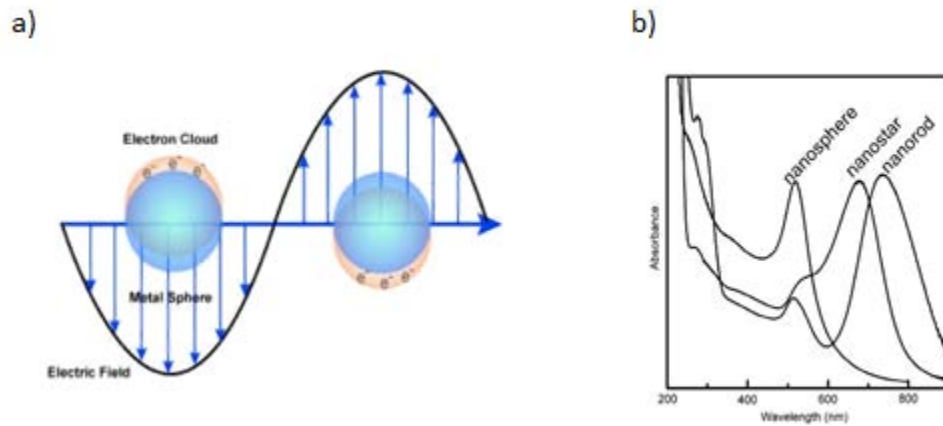 a)
Electron Cloud
e⁻ e⁻ e⁻
Metal Sphere
e⁻ e⁻ e⁻
Electric Field
b)
nanosphere
nanostar
nanorod
Absorbance
200 400 600 800
Wavelength (nm)